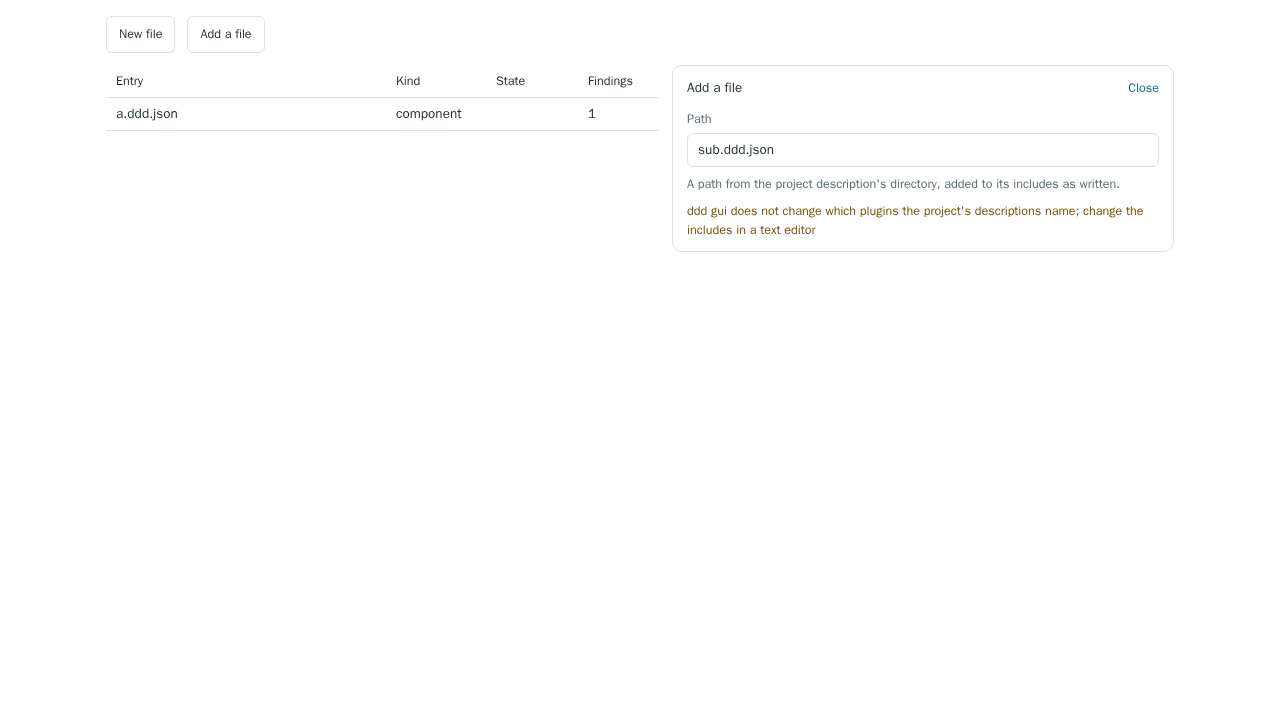 New file
Add a file
Entry
Kind
State
Findings
a.ddd.json
component
1
Add a file
Close
Path
sub.ddd.json
A path from the project description's directory, added to its includes as written.
ddd gui does not change which plugins the project's descriptions name; change the
includes in a text editor